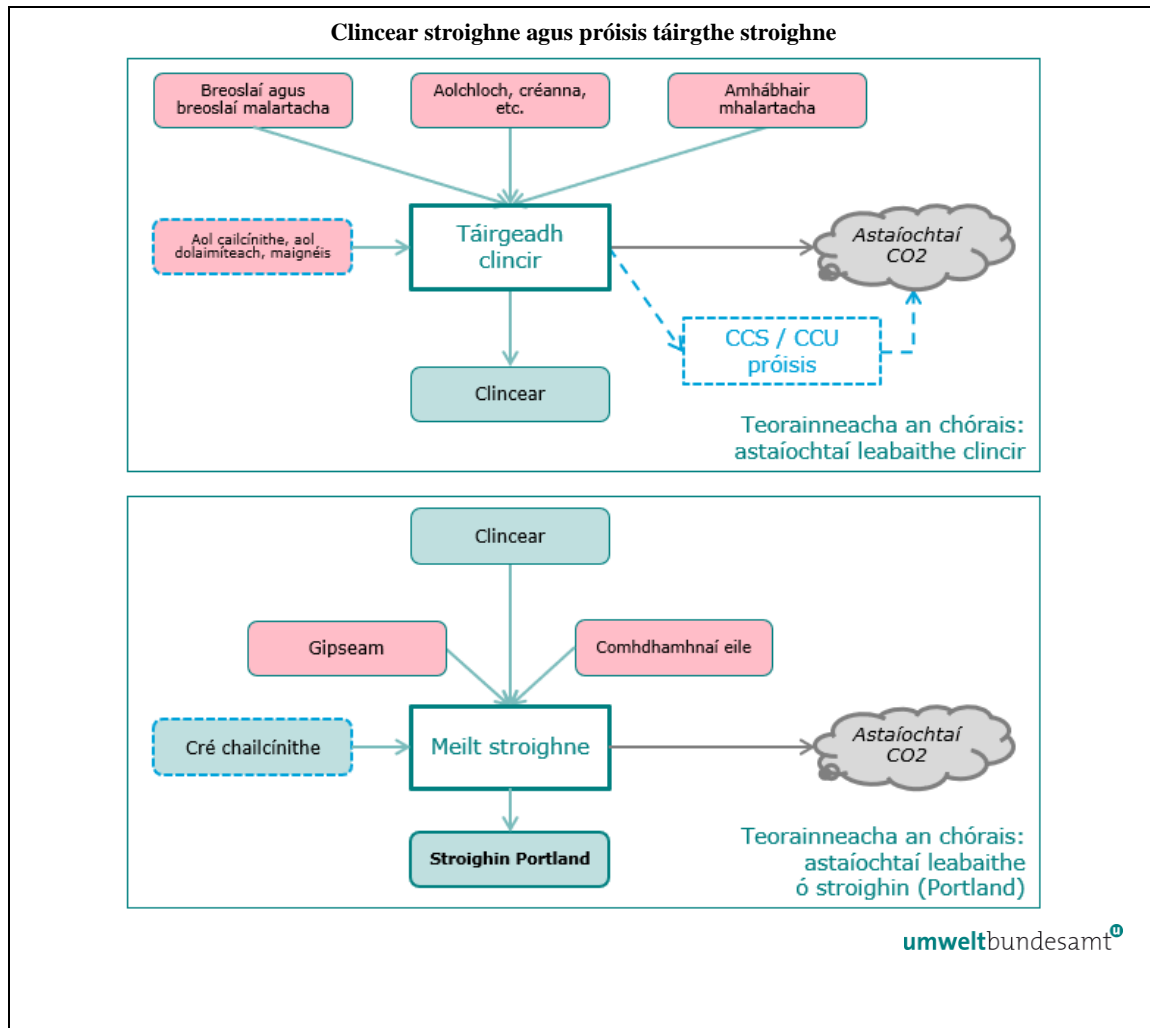 Clincear stroighne agus próisis táirgthe stroighne
Breoslaí agus
breoslaí malartacha
Aolchloch, créanna,
etc.
Amhábhair
mhalartacha
Aol cailcínithe, aol
dolaimíteach, maignéis
Táirgeadh
clincir
Astaíochtaí
CO2
CCS / CCU
próisis
Clincear
Teorainneacha an chórais:
astaíochtaí leabaithe clincir
Clincear
Gipseam
Comhdhamhnaí eile
Cré chailcínithe
Meilt stroighne
Astaíochtaí
CO2
Stroighin Portland
Teorainneacha an chórais:
astaíochtaí leabaithe
ó stroighin (Portland)
umweltbundesamt u